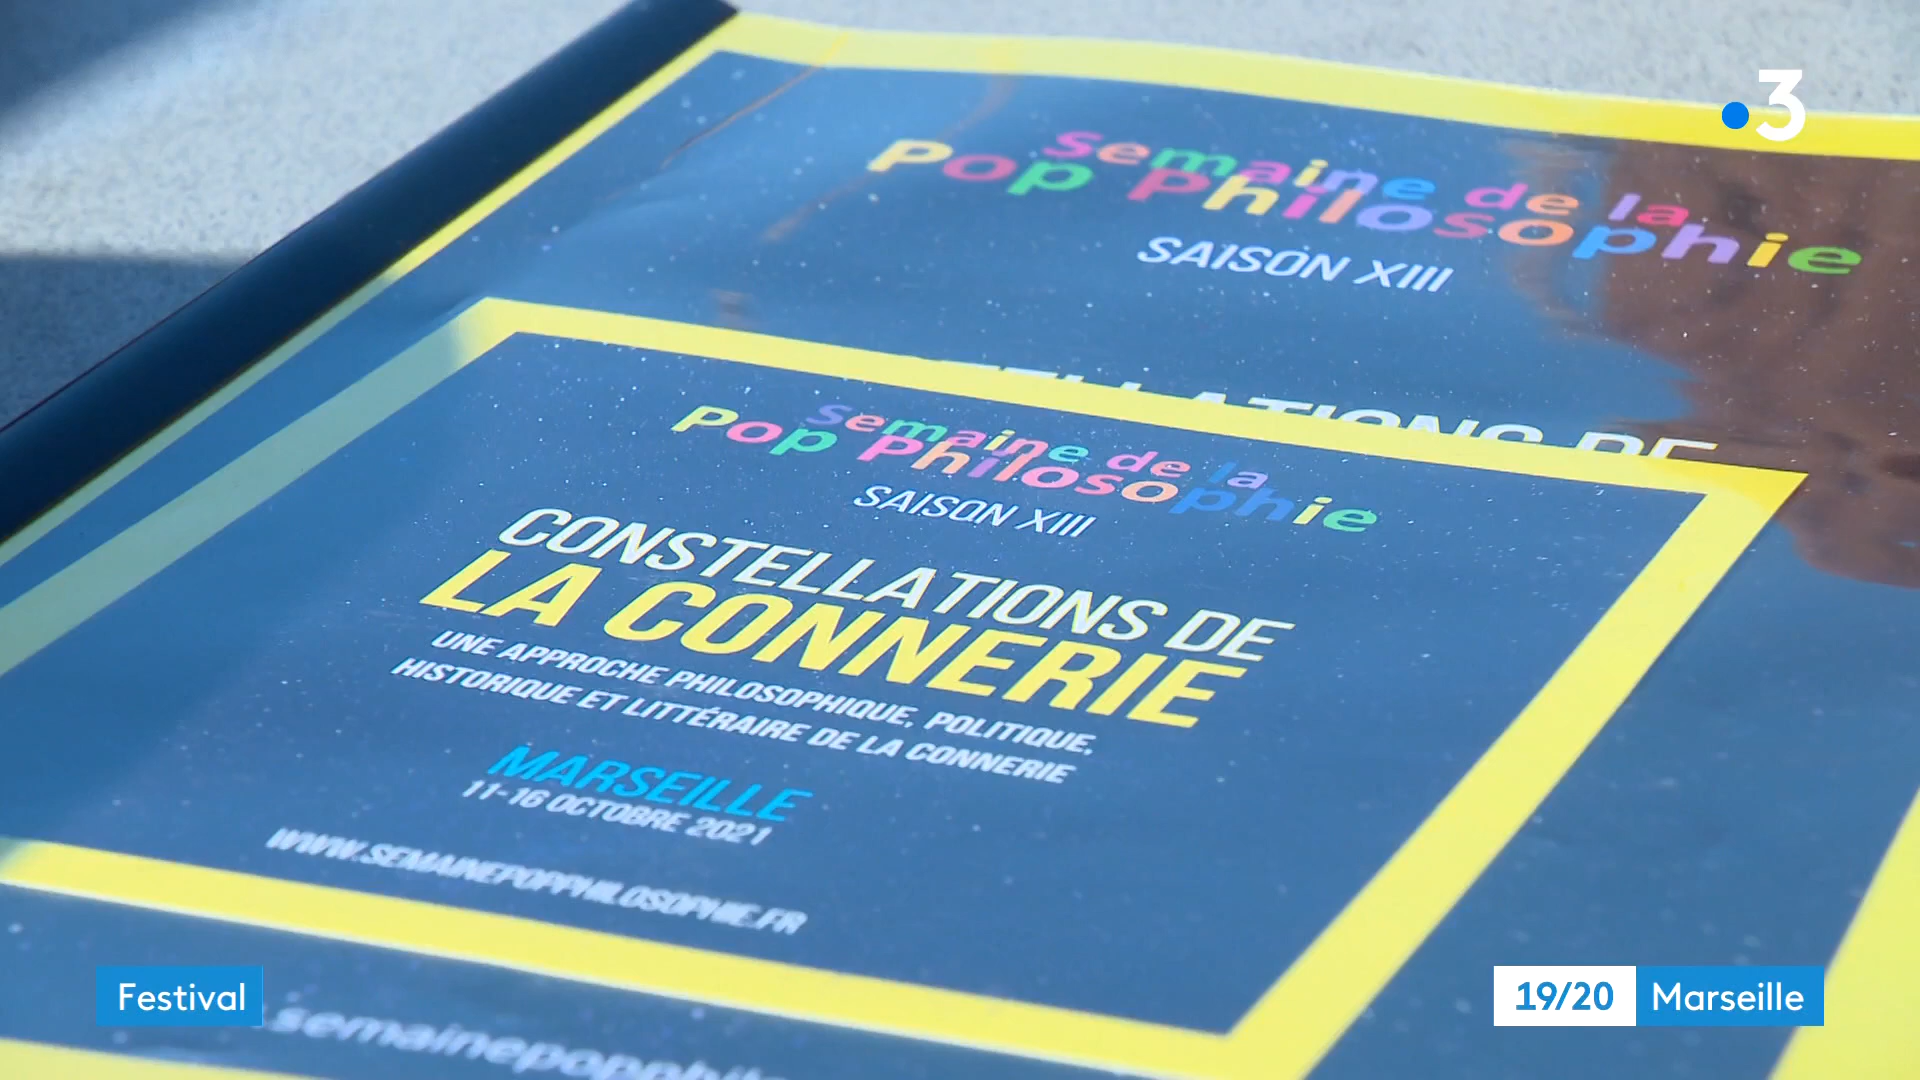 3
semaine de la
Pop Philosophie
SAISON XIII
semaine de la
Pop Philosophie
SAISON XIII
CONSTELLATIONS DE
LA CONNERIE
UNE APPROCHE PHILOSOPHIQUE, POLITIQUE,
HISTORIQUE ET LITTÉRAIRE DE LA CONNERIE
MARSEILLE
11-16 OCTOBRE 2021
WWW.SEMAINEPOPPHILOSOPHIE.FR
Festival
19/20 Marseille